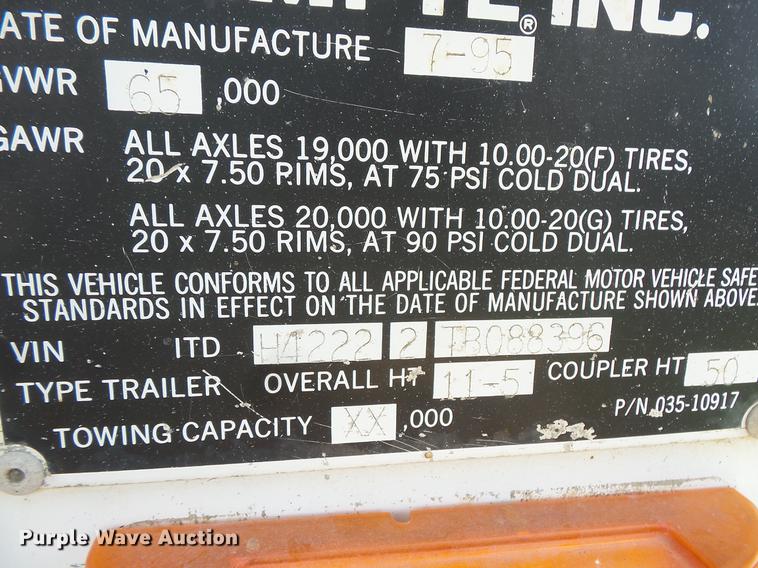 INC.
ATE OF MANUFACTURE 7-95
GVWR 65 ,000
GAWR ALL AXLES 19,000 WITH 10.00-20(F) TIRES,
20 x 7.50 RIMS, AT 75 PSI COLD DUAL.
ALL AXLES 20,000 WITH 10.00-20(G) TIRES,
20 x 7.50 RIMS, AT 90 PSI COLD DUAL.
THIS VEHICLE CONFORMS TO ALL APPLICABLE FEDERAL MOTOR VEHICLE SAFE
STANDARDS IN EFFECT ON THE DATE OF MANUFACTURE SHOWN ABOVE
VIN ITD H4222 2 TB088396
TYPE TRAILER OVERALL HT 11-5 COUPLER HT 50
P/N 035-10917
TOWING CAPACITY XX ,000
Purple Wave Auction